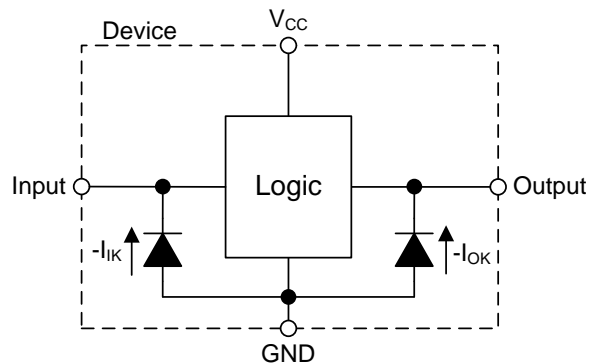 Device
V_CC
Input
Logic
Output
-I_IK
-I_OK
GND